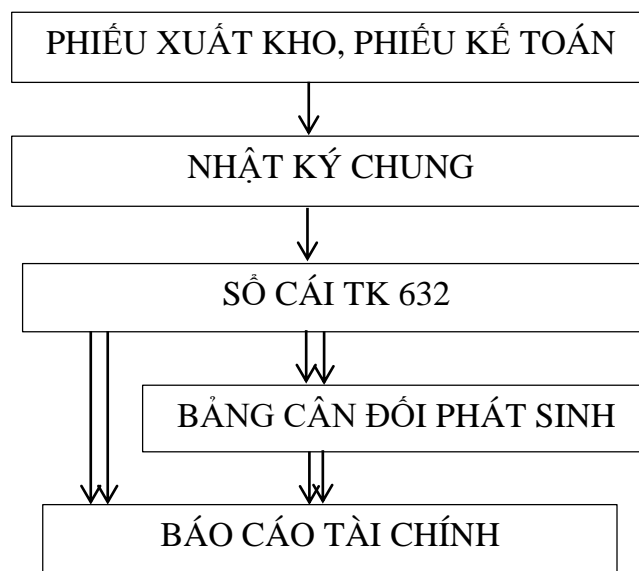 PHIẾU XUẤT KHO, PHIẾU KẾ TOÁN
NHẬT KÝ CHUNG
SỔ CÁI TK 632
BẢNG CÂN ĐỐI PHÁT SINH
BÁO CÁO TÀI CHÍNH